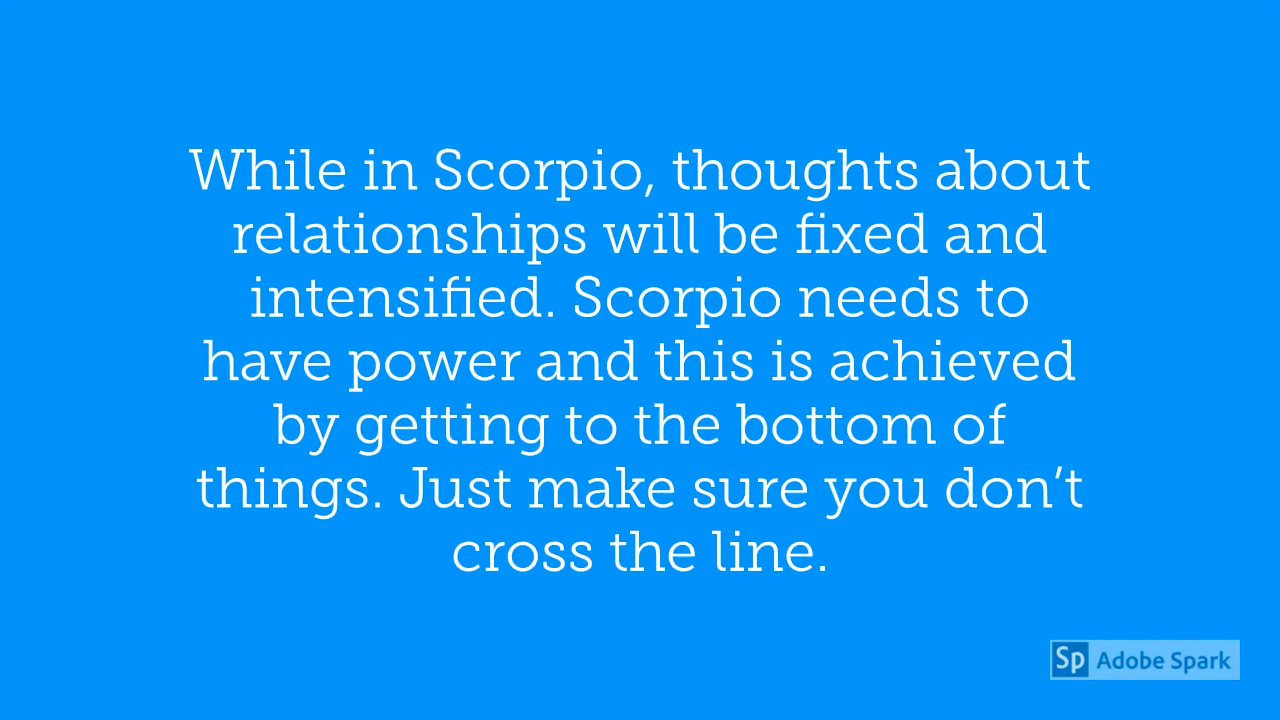 While in Scorpio, thoughts about
relationships will be fixed and
intensified. Scorpio needs to
have power and this is achieved
by getting to the bottom of
things. Just make sure you don’t
cross the line.
Sp Adobe Spark